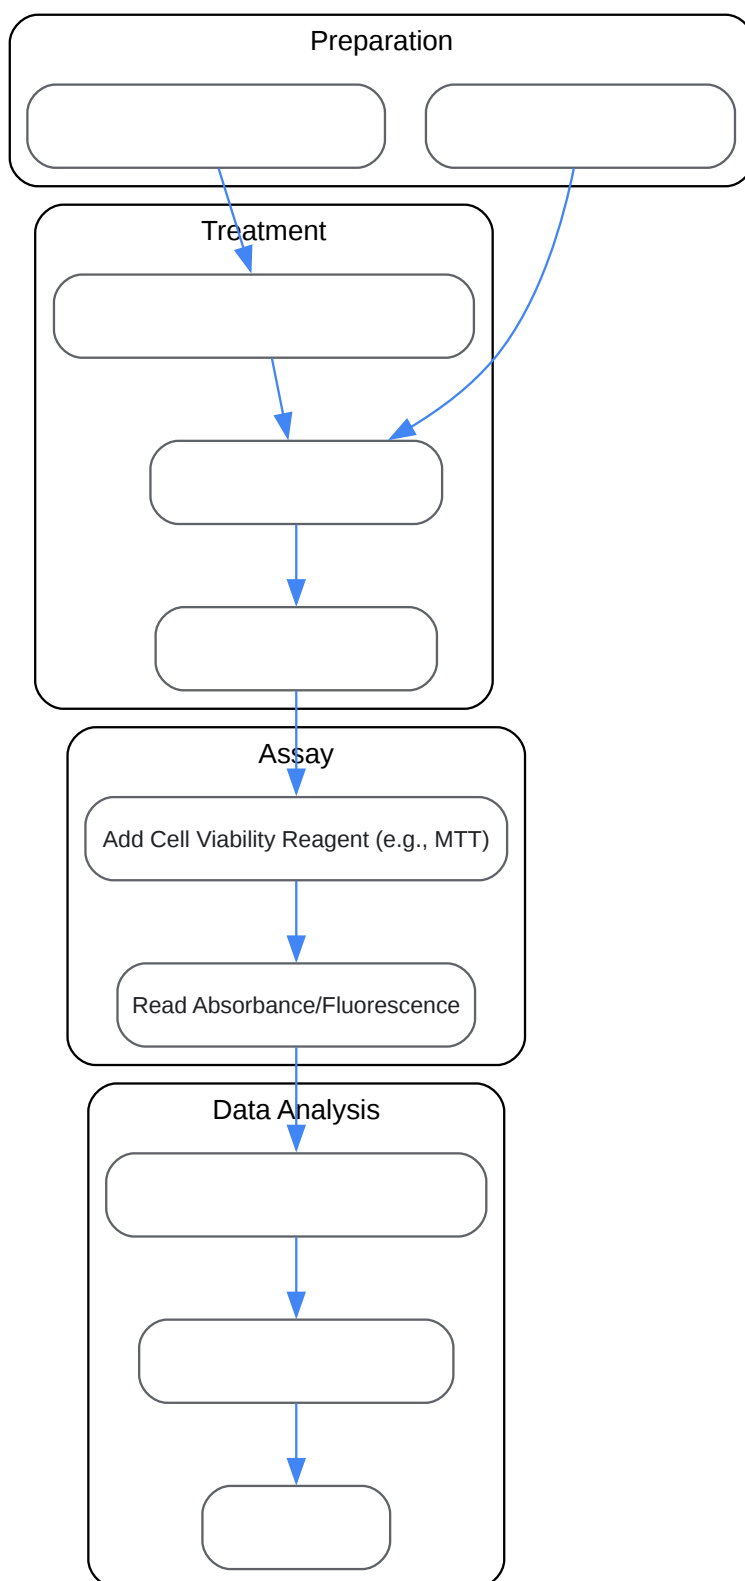 Preparation
Treatment
Assay
Add Cell Viability Reagent (e.g., MTT)
Read Absorbance/Fluorescence
Data Analysis